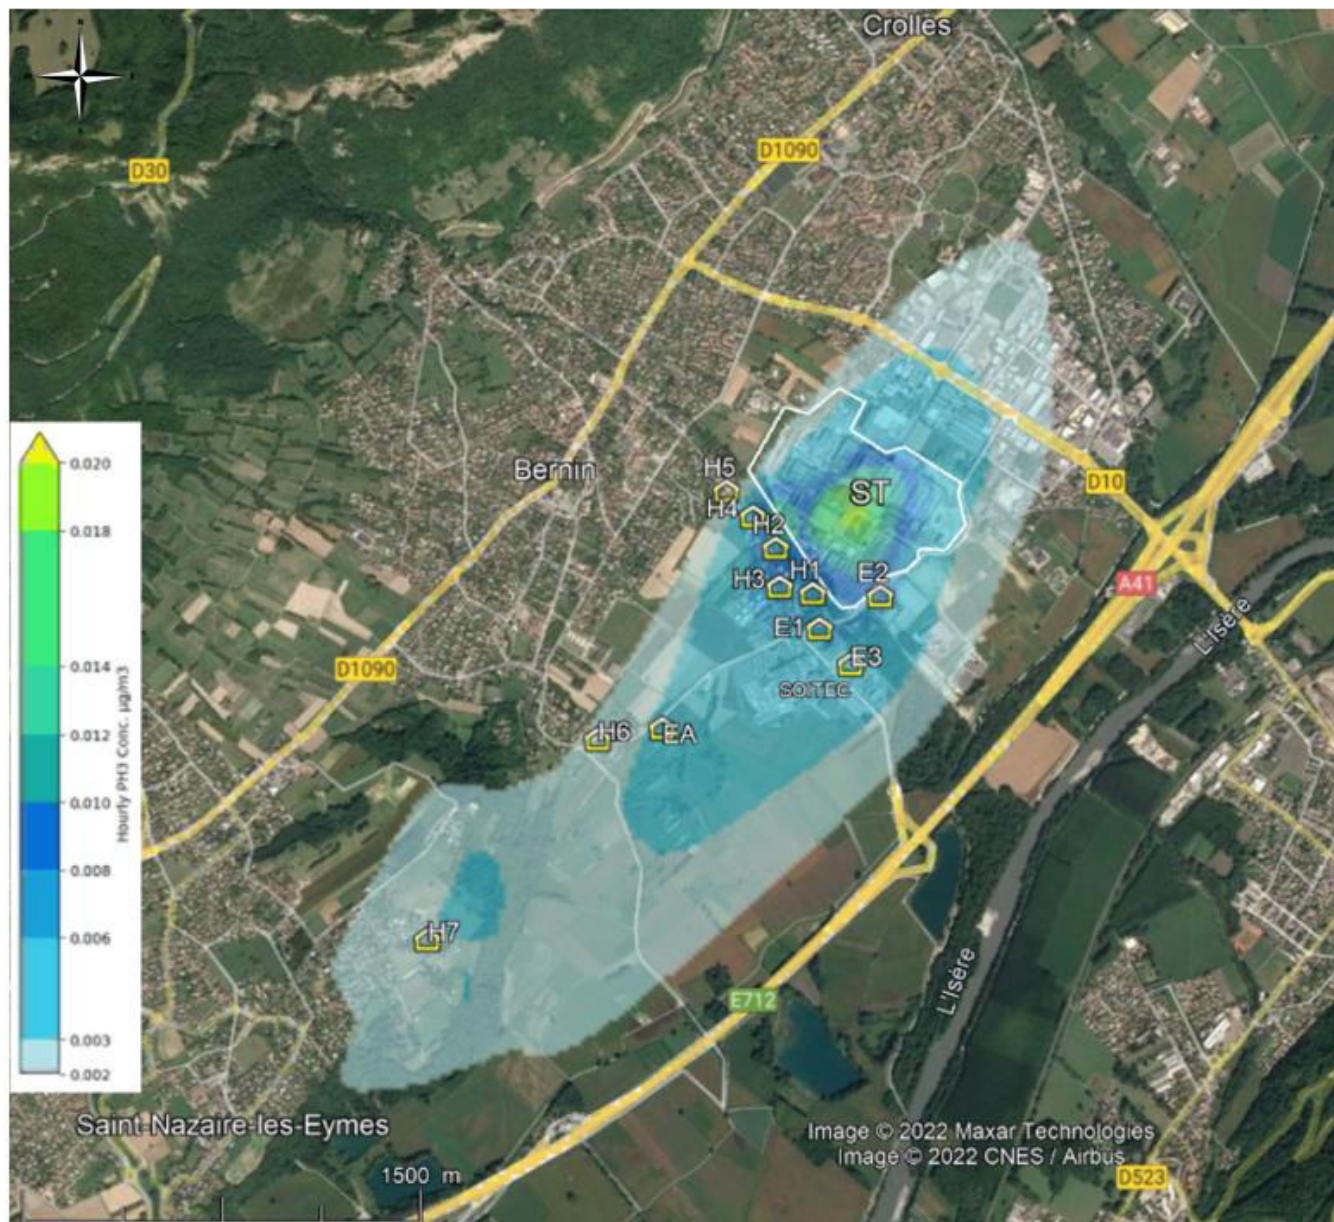 Crolles
D1090
D30
H5
Bernin
ST
H4
D10
H2
0.020
0.018
0.014
0.012
0.010
0.008
0.006
0.003
0.002
Hourly PH3 Conc. µg/m3
H3
H1
E2
A41
L'Isère
E1
E3
D1090
SOITEC
H6
EA
H7
L'Isère
E712
Saint-Nazaire-les-Eymes
Image © 2022 Maxar Technologies
Image © 2022 CNES / Airbus
1500 m
D523